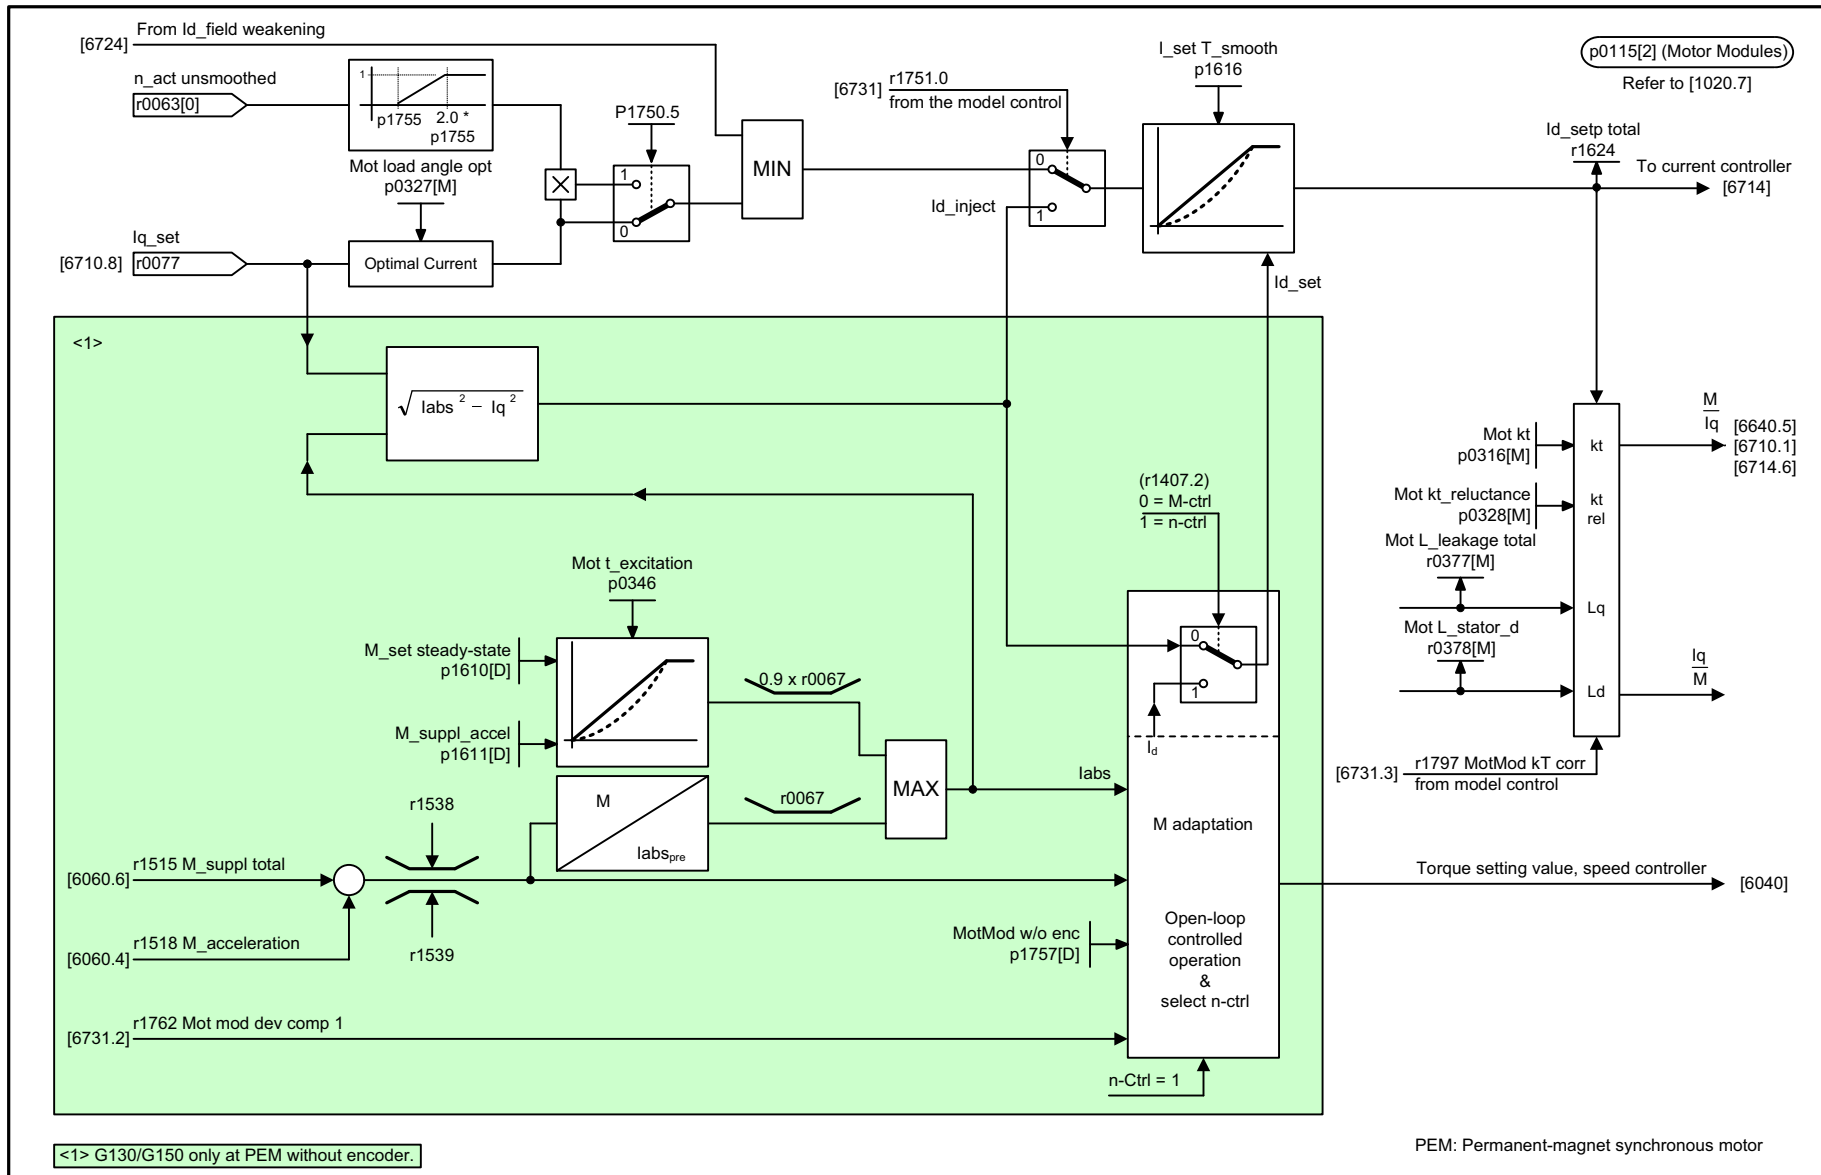 From Id_field weakening
[6724]
n_act unsmoothed
r0063[0]
1
p1755
2.0 *
p1755
Mot load angle opt
p0327[M]
Iq_set
[6710.8]
r0077
Optimal Current
P1750.5
1
0
MIN
[6731]
r1751.0
from the model control
0
1
Id_inject
I_set T_smooth
p1616
Id_set
p0115[2] (Motor Modules)
Refer to [1020.7]
Id_setp total
r1624
To current controller
[6714]
<1>
√ Iabs ² – Iq ²
(r1407.2)
0 = M-ctrl
1 = n-ctrl
Mot t_excitation
p0346
M_set steady-state
p1610[D]
M_suppl_accel
p1611[D]
0.9 x r0067
r0067
M
Iabspre
MAX
Iabs
0
1
Id
M adaptation
Open-loop
controlled
operation
&
select n-ctrl
r1538
r1539
[6060.6]
r1515 M_suppl total
[6060.4]
r1518 M_acceleration
MotMod w/o enc
p1757[D]
[6731.2]
r1762 Mot mod dev comp 1
n-Ctrl = 1
Mot kt
p0316[M]
Mot kt_reluctance
p0328[M]
Mot L_leakage total
r0377[M]
Mot L_stator_d
r0378[M]
kt
kt
rel
Lq
Ld
M
Iq
[6640.5]
[6710.1]
[6714.6]
Iq
M
[6731.3]
r1797 MotMod kT corr
from model control
Torque setting value, speed controller
[6040]
<1> G130/G150 only at PEM without encoder.
PEM: Permanent-magnet synchronous motor